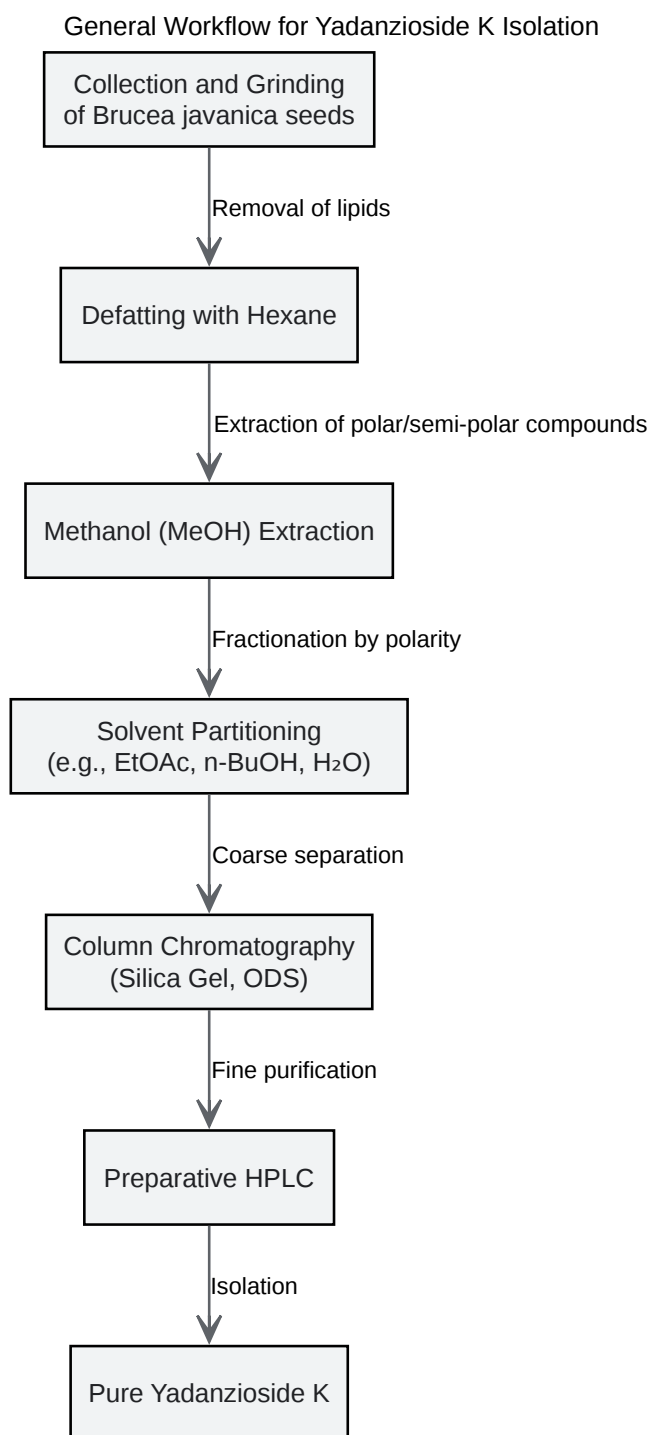 General Workflow for Yadanzioside K Isolation
Collection and Grinding
of Brucea javanica seeds
Removal of lipids
Defatting with Hexane
Extraction of polar/semi-polar compounds
Methanol (MeOH) Extraction
Fractionation by polarity
Solvent Partitioning
(e.g., EtOAc, n-BuOH, H₂O)
Coarse separation
Column Chromatography
(Silica Gel, ODS)
Fine purification
Preparative HPLC
Isolation
Pure Yadanzioside K